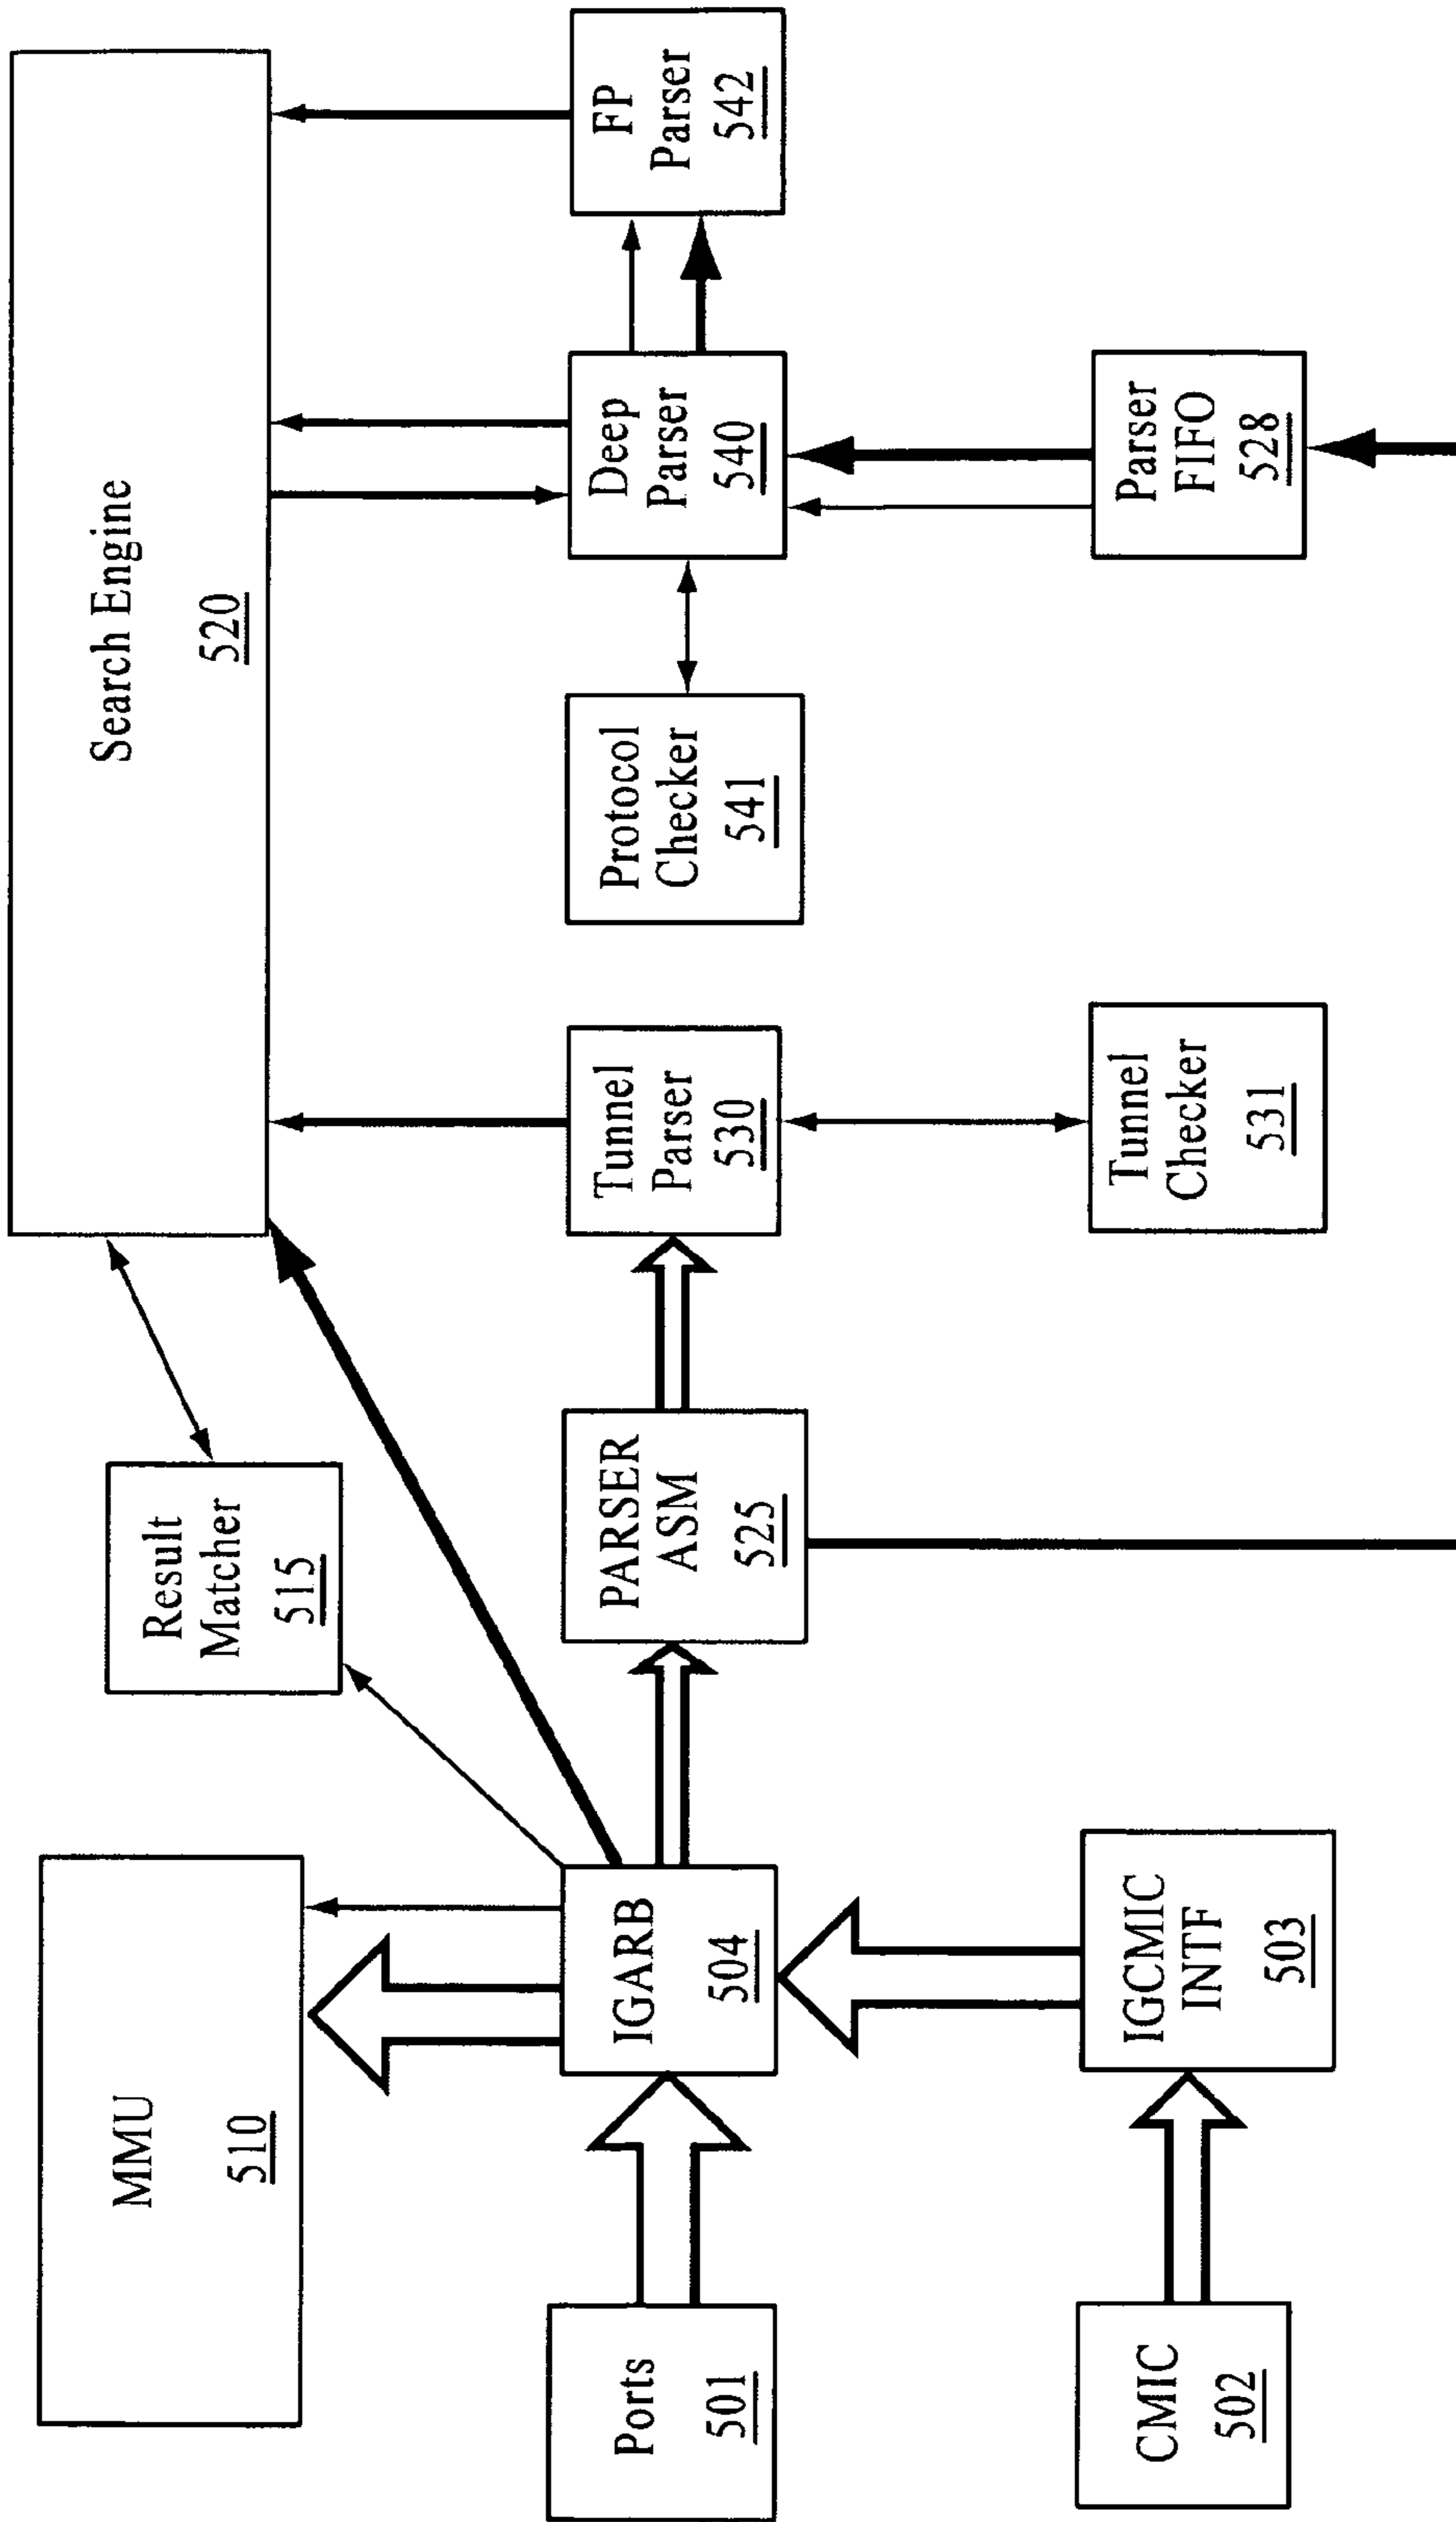 MMU
510
Result
Matcher
515
Search Engine
520
Ports
501
IGARB
504
PARSER
ASM
525
Tunnel
Parser
530
Protocol
Checker
541
Deep
Parser
540
FP
Parser
542
CMIC
502
IGCMIC
INTF
503
Tunnel
Checker
531
Parser
FIFO
528